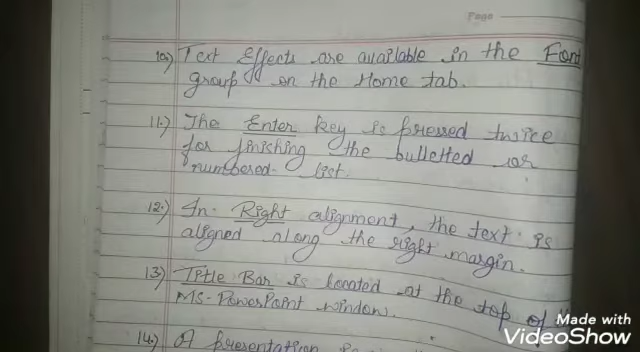 Page
10.) Text Effects are available in the Font
group on the Home tab.
11.) The Enter key is pressed twice
for finishing the bulletted or
numbered list.
12.) In Right alignment, the text is
aligned along the right margin.
13.) Title Bar is located at the top of
MS-PowerPoint window.
14.) A presentation
Made with
VideoShow